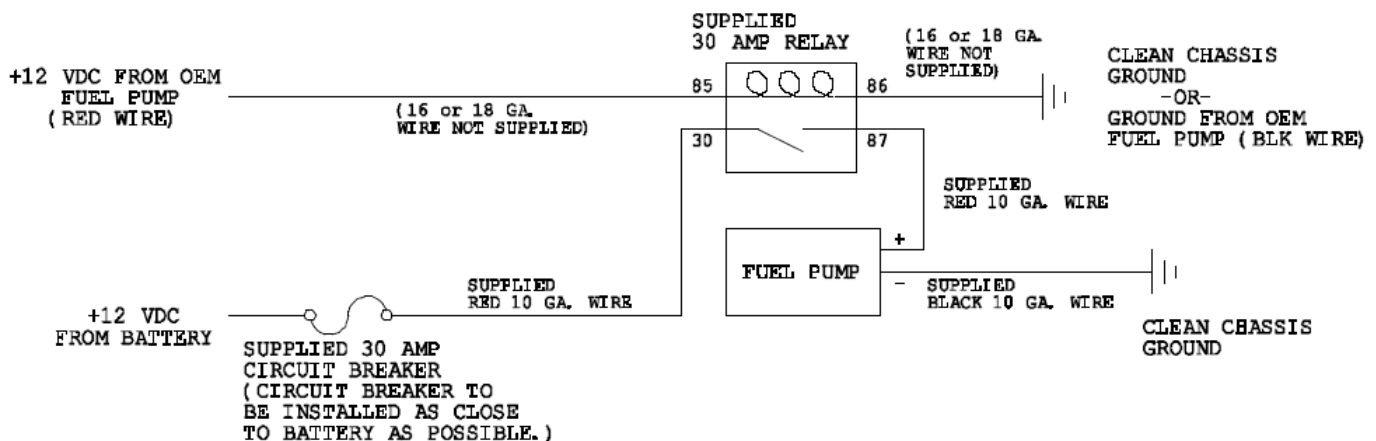 SUPPLIED
30 AMP RELAY
(16 or 18 GA.
WIRE NOT
SUPPLIED)
CLEAN CHASSIS
GROUND
-OR-
GROUND FROM OEM
FUEL PUMP (BLK WIRE)
+12 VDC FROM OEM
FUEL PUMP
(RED WIRE)
85
86
(16 or 18 GA.
WIRE NOT SUPPLIED)
30
87
SUPPLIED
RED 10 GA. WIRE
+
FUEL PUMP
-
SUPPLIED
BLACK 10 GA. WIRE
SUPPLIED
RED 10 GA. WIRE
+12 VDC
FROM BATTERY
CLEAN CHASSIS
GROUND
SUPPLIED 30 AMP
CIRCUIT BREAKER
(CIRCUIT BREAKER TO
BE INSTALLED AS CLOSE
TO BATTERY AS POSSIBLE.)